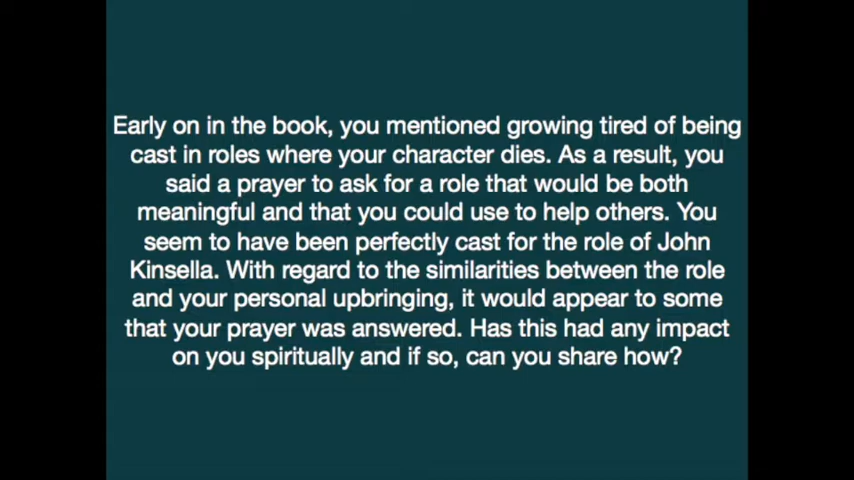 Early on in the book, you mentioned growing tired of being
cast in roles where your character dies. As a result, you
said a prayer to ask for a role that would be both
meaningful and that you could use to help others. You
seem to have been perfectly cast for the role of John
Kinsella. With regard to the similarities between the role
and your personal upbringing, it would appear to some
that your prayer was answered. Has this had any impact
on you spiritually and if so, can you share how?